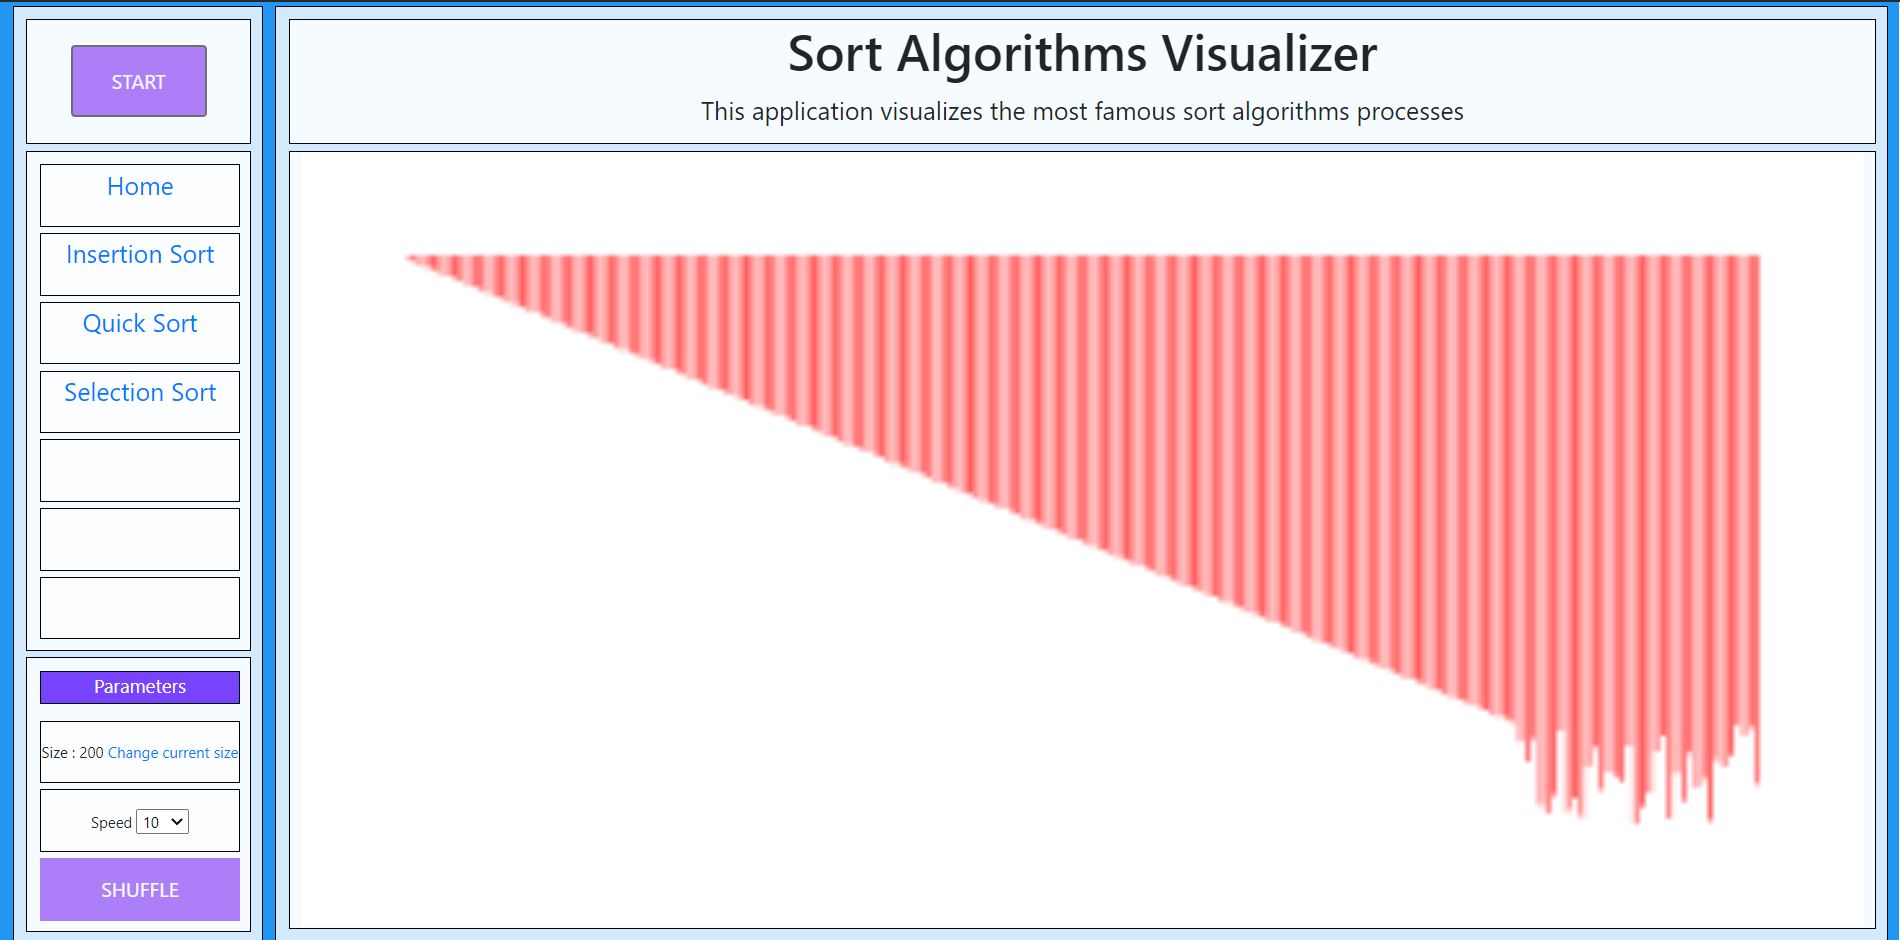 START
Home
Insertion Sort
Quick Sort
Selection Sort
Parameters
Size : 200 Change current size
Speed 10
SHUFFLE
Sort Algorithms Visualizer
This application visualizes the most famous sort algorithms processes